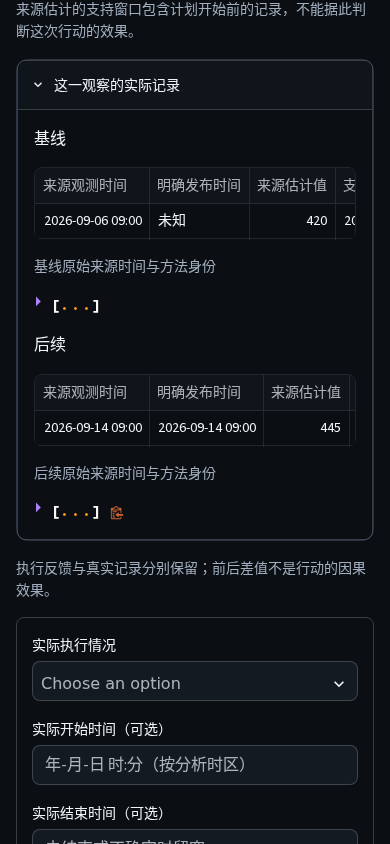 来源估计的支持窗口包含计划开始前的记录，不能据此判
断这次行动的效果。
这一观察的实际记录
基线
来源观测时间 明确发布时间 来源估计值 支
2026-09-06 09:00 未知 420 20
基线原始来源时间与方法身份
[...]
后续
来源观测时间 明确发布时间 来源估计值
2026-09-14 09:00 2026-09-14 09:00 445
后续原始来源时间与方法身份
[...]
执行反馈与真实记录分别保留；前后差值不是行动的因果
效果。
实际执行情况
Choose an option
实际开始时间（可选）
年-月-日 时:分（按分析时区）
实际结束时间（可选）